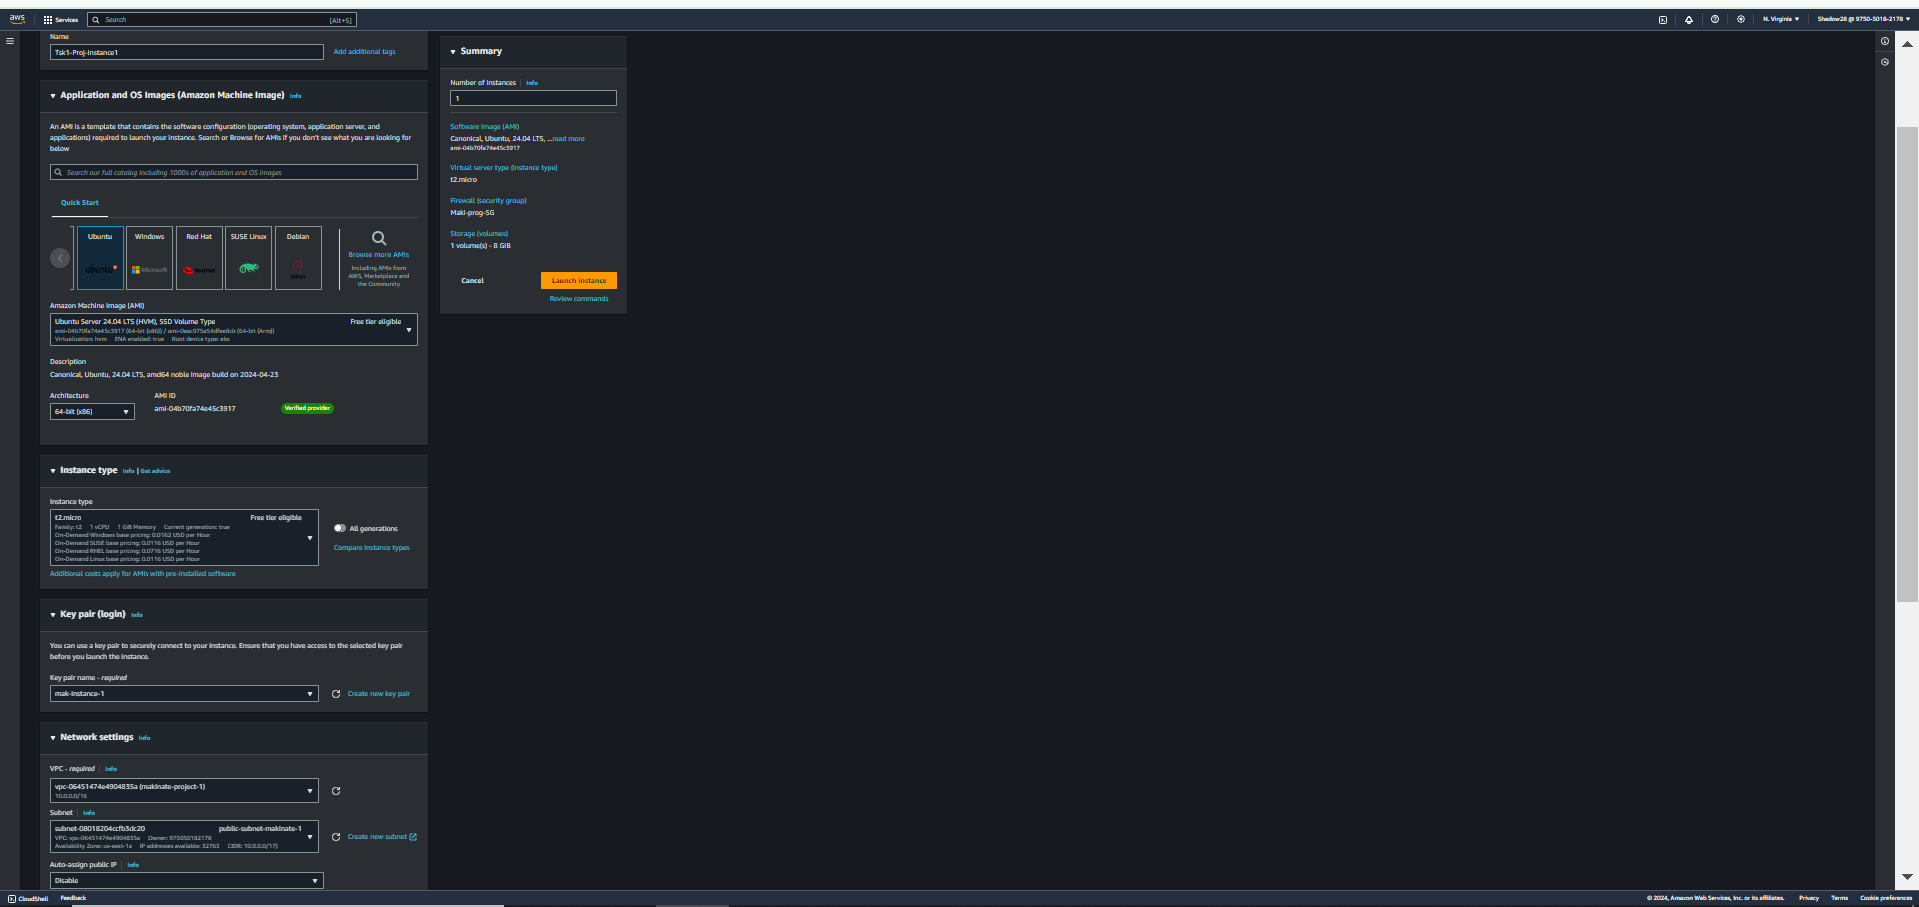 aws
Services
Search
[Alt+S]
N. Virginia
Shadow28 @ 9750-5018-2178
Name
Tsk1-Proj-Instance1
Add additional tags
Application and OS Images (Amazon Machine Image) Info
An AMI is a template that contains the software configuration (operating system, application server, and
applications) required to launch your instance. Search or Browse for AMIs if you don't see what you are looking for
below
Search our full catalog including 1000s of application and OS images
Quick Start
Ubuntu
Windows
Red Hat
SUSE Linux
Debian
ubuntu
Microsoft
Red Hat
debian
Browse more AMIs
Including AMIs from
AWS, Marketplace and
the Community
Amazon Machine Image (AMI)
Ubuntu Server 24.04 LTS (HVM), SSD Volume Type
Free tier eligible
ami-04b70fa74e45c3917 (64-bit (x86)) / ami-0eac975a54dfee8cb (64-bit (Arm))
Virtualization: hvm ENA enabled: true Root device type: ebs
Description
Canonical, Ubuntu, 24.04 LTS, amd64 noble image build on 2024-04-23
Architecture
AMI ID
64-bit (x86)
ami-04b70fa74e45c3917
Verified provider
Instance type Info | Get advice
Instance type
t2.micro
Free tier eligible
Family: t2 1 vCPU 1 GiB Memory Current generation: true
On-Demand Windows base pricing: 0.0162 USD per Hour
On-Demand SUSE base pricing: 0.0116 USD per Hour
On-Demand RHEL base pricing: 0.0716 USD per Hour
On-Demand Linux base pricing: 0.0116 USD per Hour
All generations
Compare instance types
Additional costs apply for AMIs with pre-installed software
Key pair (login) Info
You can use a key pair to securely connect to your instance. Ensure that you have access to the selected key pair
before you launch the instance.
Key pair name - required
mak-instance-1
Create new key pair
Network settings Info
VPC - required Info
vpc-06451474e4904835a (makinate-project-1)
10.0.0.0/16
Subnet Info
subnet-08018204ccfb3dc20
public-subnet-makinate-1
VPC: vpc-06451474e4904835a Owner: 975050182178
Availability Zone: us-east-1a IP addresses available: 32763 CIDR: 10.0.0.0/17)
Create new subnet
Auto-assign public IP Info
Disable
Summary
Number of instances Info
1
Software Image (AMI)
Canonical, Ubuntu, 24.04 LTS, ...read more
ami-04b70fa74e45c3917
Virtual server type (instance type)
t2.micro
Firewall (security group)
Maki-prog-SG
Storage (volumes)
1 volume(s) - 8 GiB
Cancel
Launch instance
Review commands
CloudShell
Feedback
© 2024, Amazon Web Services, Inc. or its affiliates.
Privacy
Terms
Cookie preferences